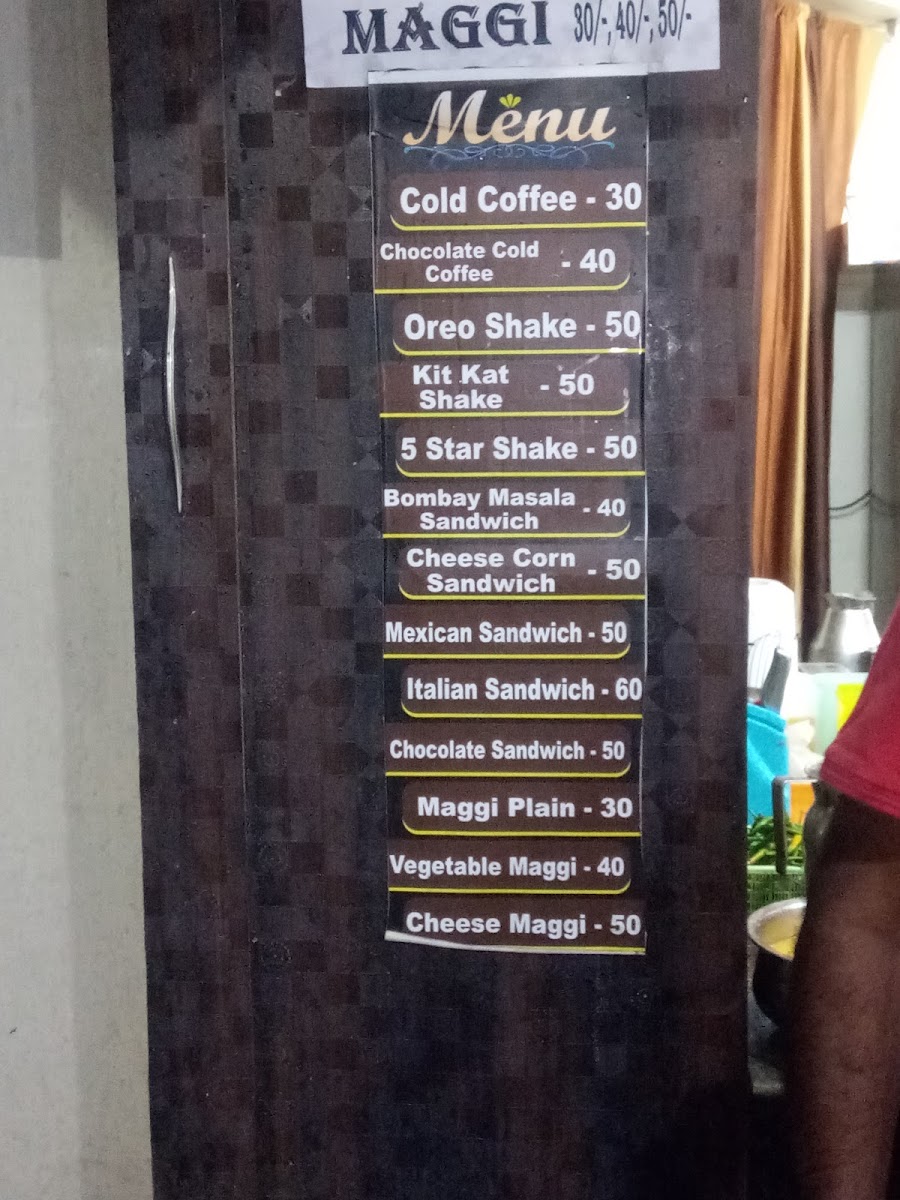 MAGGI 30/-, 40/-, 50/-
Menu
Cold Coffee - 30
Chocolate Cold
Coffee - 40
Oreo Shake - 50
Kit Kat
Shake - 50
5 Star Shake - 50
Bombay Masala
Sandwich - 40
Cheese Corn
Sandwich - 50
Mexican Sandwich - 50
Italian Sandwich - 60
Chocolate Sandwich - 50
Maggi Plain - 30
Vegetable Maggi - 40
Cheese Maggi - 50